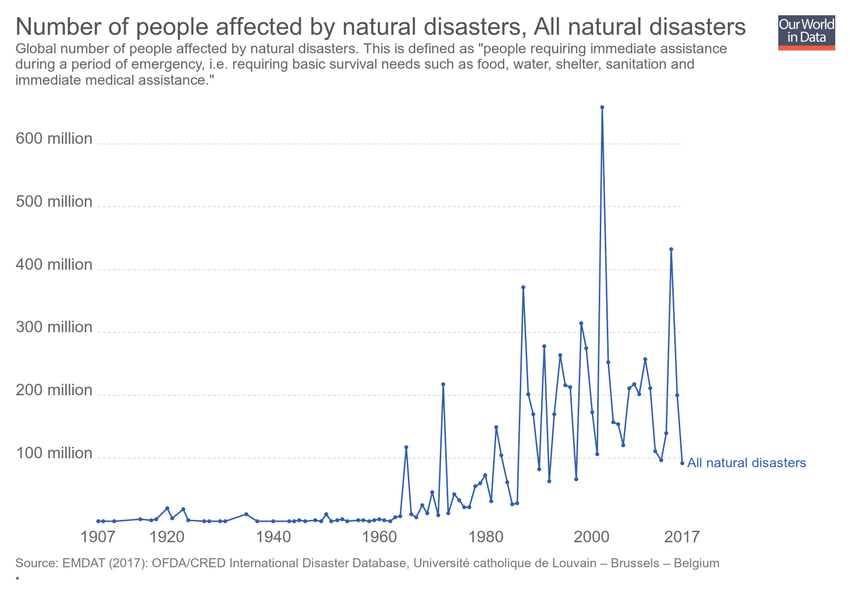 Number of people affected by natural disasters, All natural disasters
Our World
in Data
Global number of people affected by natural disasters. This is defined as "people requiring immediate assistance
during a period of emergency, i.e. requiring basic survival needs such as food, water, shelter, sanitation and
immediate medical assistance."
600 million
500 million
400 million
300 million
200 million
100 million
All natural disasters
1907 1920 1940 1960 1980 2000 2017
Source: EMDAT (2017): OFDA/CRED International Disaster Database, Université catholique de Louvain – Brussels – Belgium
•